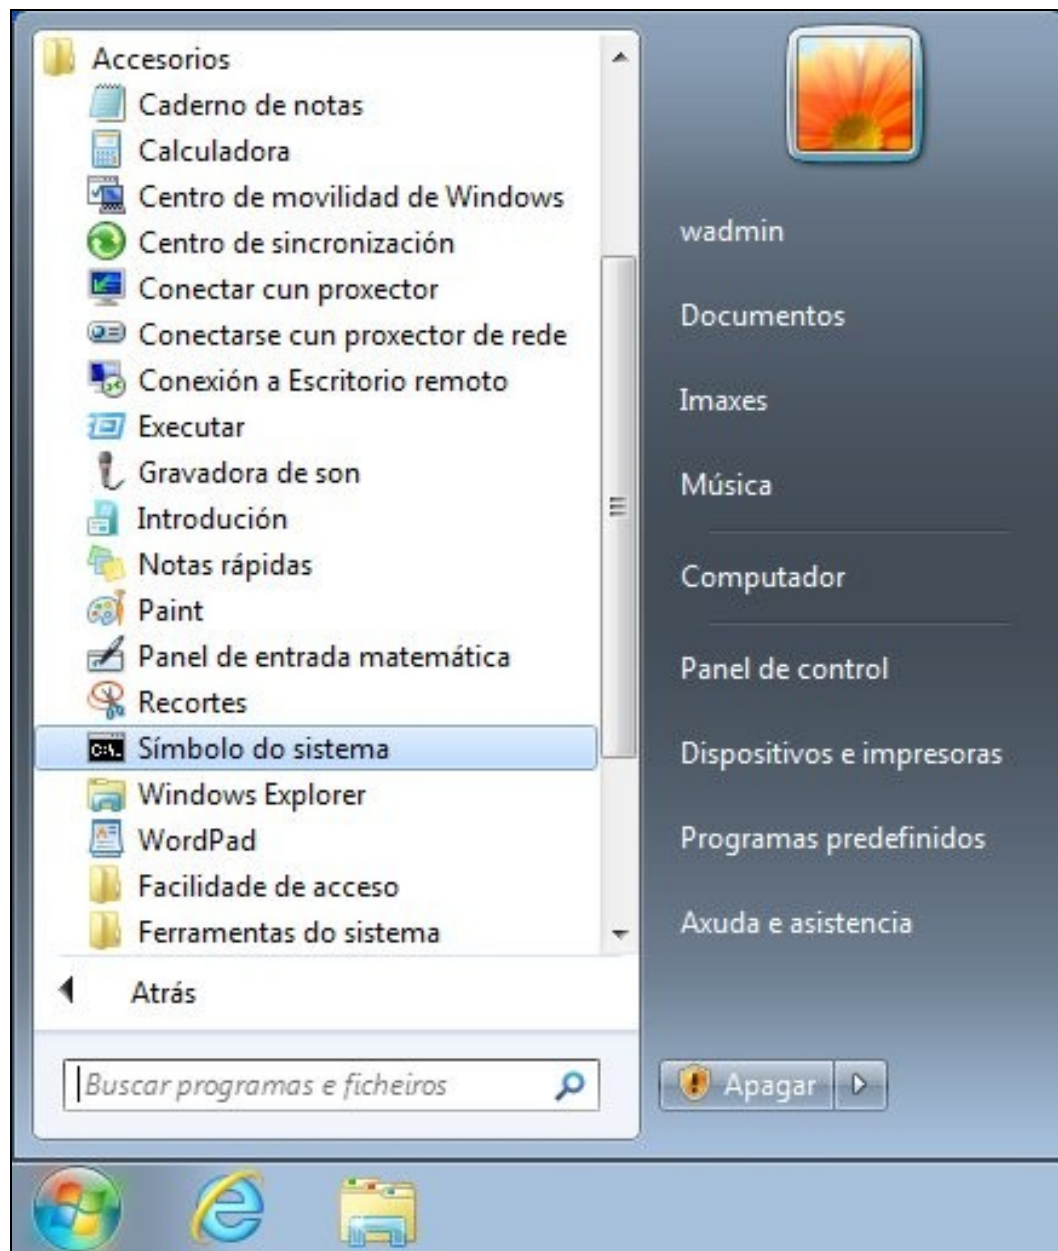 Accesorios
Caderno de notas
Calculadora
Centro de movilidad de Windows
Centro de sincronización
Conectar cun proxector
Conectarse cun proxector de rede
Conexión a Escritorio remoto
Executar
Gravadora de son
Introdución
Notas rápidas
Paint
Panel de entrada matemática
Recortes
C:\_
Símbolo do sistema
Windows Explorer
WordPad
Facilidade de acceso
Ferramentas do sistema
Atrás
Buscar programas e ficheiros
wadmin
Documentos
Imaxes
Música
Computador
Panel de control
Dispositivos e impresoras
Programas predefinidos
Axuda e asistencia
Apagar